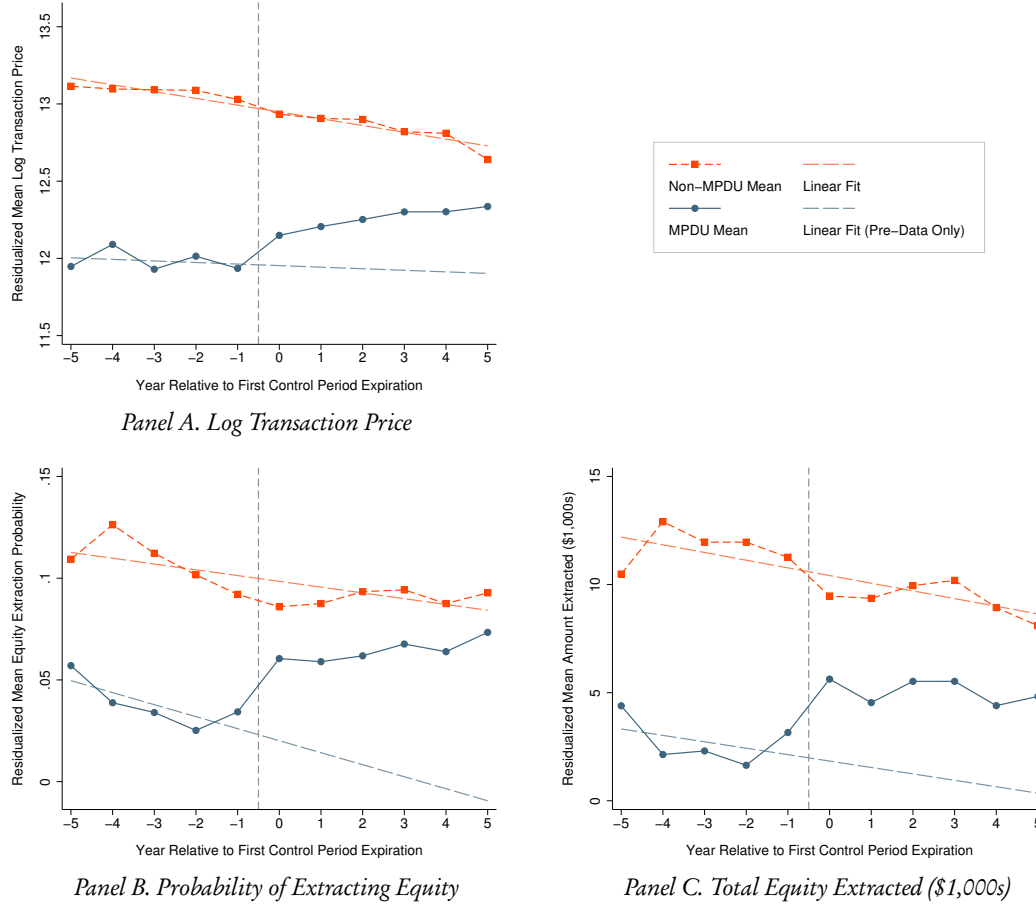 Residualized Mean Log Transaction Price
13.5
13
12.5
12
11.5
−5 −4 −3 −2 −1 0 1 2 3 4 5
Year Relative to First Control Period Expiration
Panel A. Log Transaction Price
Non−MPDU Mean Linear Fit
MPDU Mean Linear Fit (Pre−Data Only)
Residualized Mean Equity Extraction Probability
.15
.1
.05
0
−5 −4 −3 −2 −1 0 1 2 3 4 5
Year Relative to First Control Period Expiration
Panel B. Probability of Extracting Equity
Residualized Mean Amount Extracted ($1,000s)
15
10
5
0
−5 −4 −3 −2 −1 0 1 2 3 4 5
Year Relative to First Control Period Expiration
Panel C. Total Equity Extracted ($1,000s)